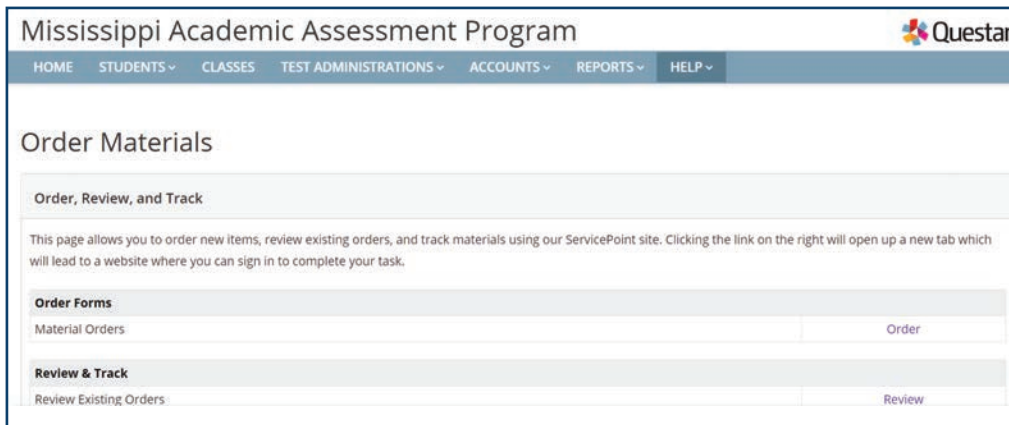 Mississippi Academic Assessment Program
Questar
HOME STUDENTS CLASSES TEST ADMINISTRATIONS ACCOUNTS REPORTS HELP
Order Materials
Order, Review, and Track
This page allows you to order new items, review existing orders, and track materials using our ServicePoint site. Clicking the link on the right will open up a new tab which
will lead to a website where you can sign in to complete your task.
Order Forms
Material Orders Order
Review & Track
Review Existing Orders Review